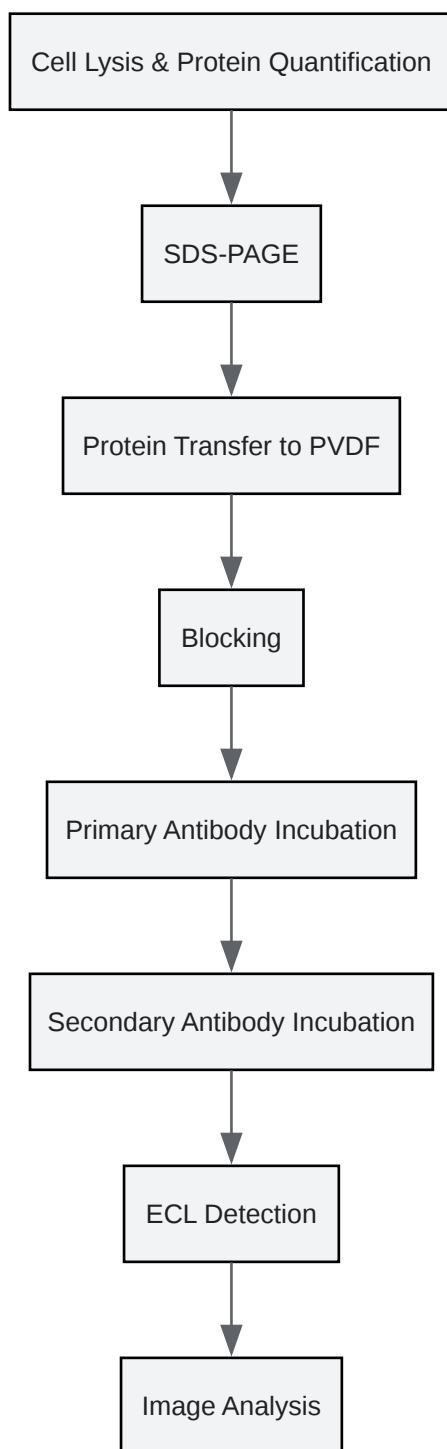 Cell Lysis & Protein Quantification
SDS-PAGE
Protein Transfer to PVDF
Blocking
Primary Antibody Incubation
Secondary Antibody Incubation
ECL Detection
Image Analysis